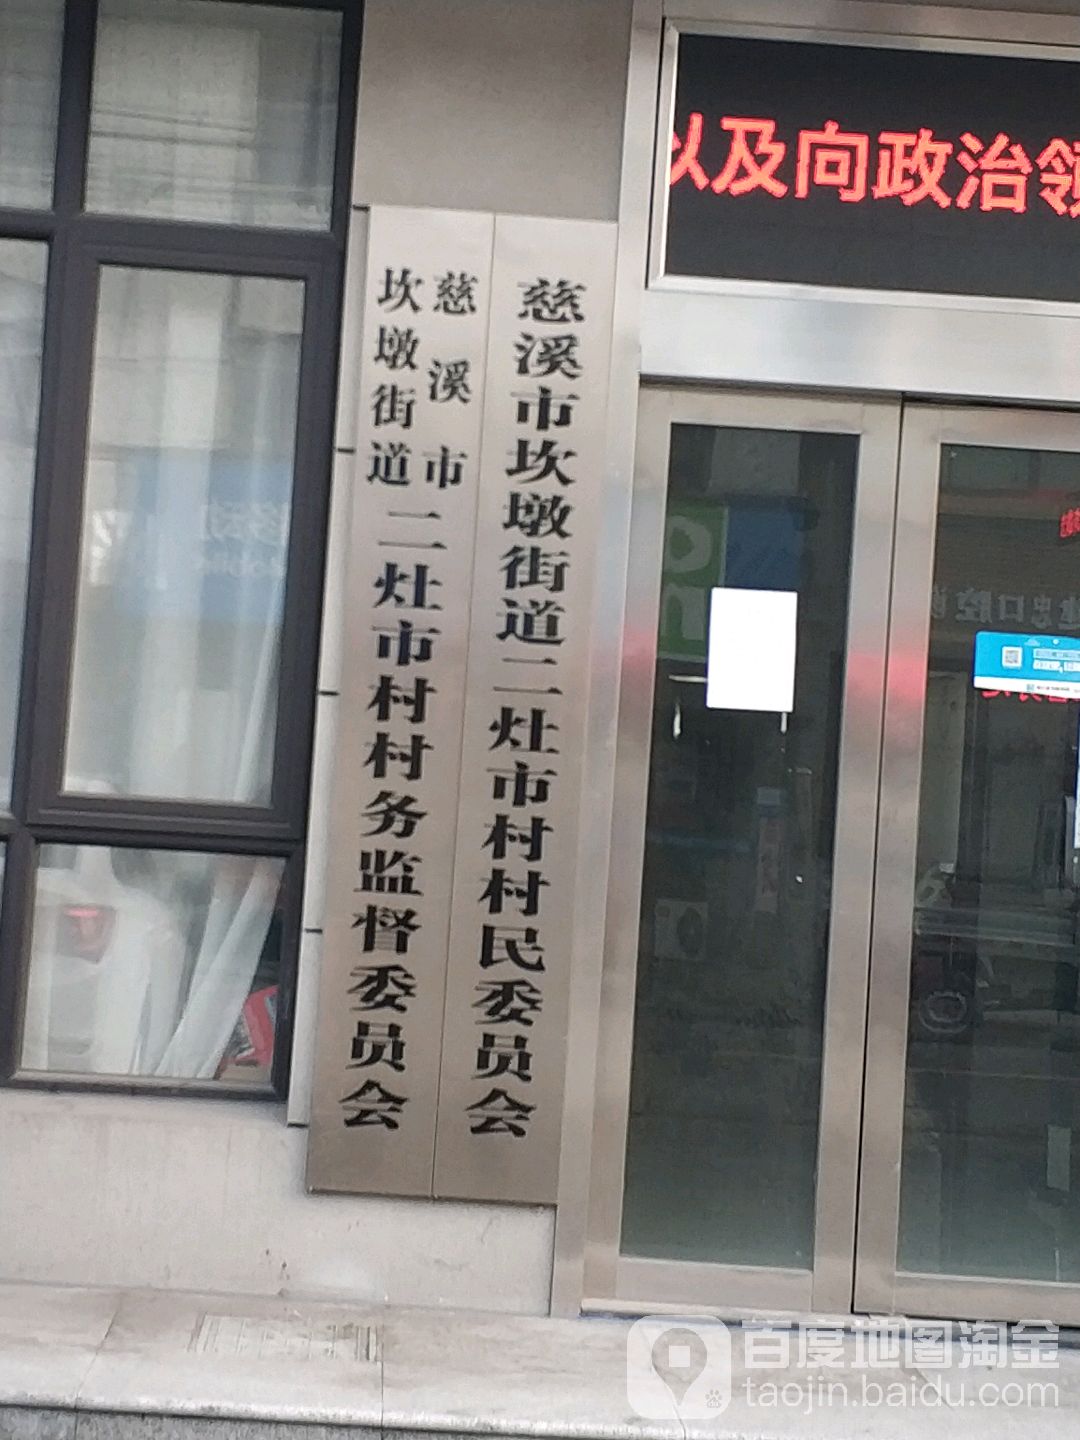 以及向政治领
慈溪市坎墩街道二灶市村村民委员会
慈溪市
坎墩街道
二灶市村村务监督委员会
百度地图淘金
taojin.baidu.com